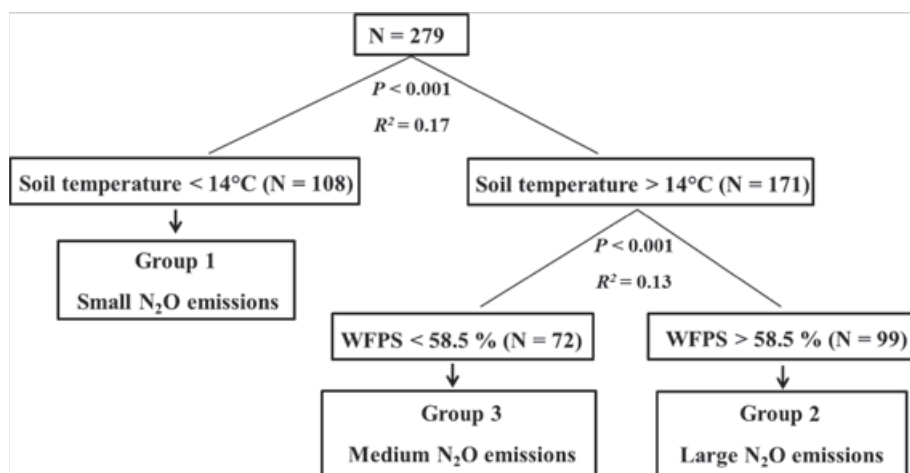 N = 279
P < 0.001
R² = 0.17
Soil temperature < 14°C (N = 108)
Soil temperature > 14°C (N = 171)
Group 1
Small N₂O emissions
P < 0.001
R² = 0.13
WFPS < 58.5 % (N = 72)
WFPS > 58.5 % (N = 99)
Group 3
Medium N₂O emissions
Group 2
Large N₂O emissions